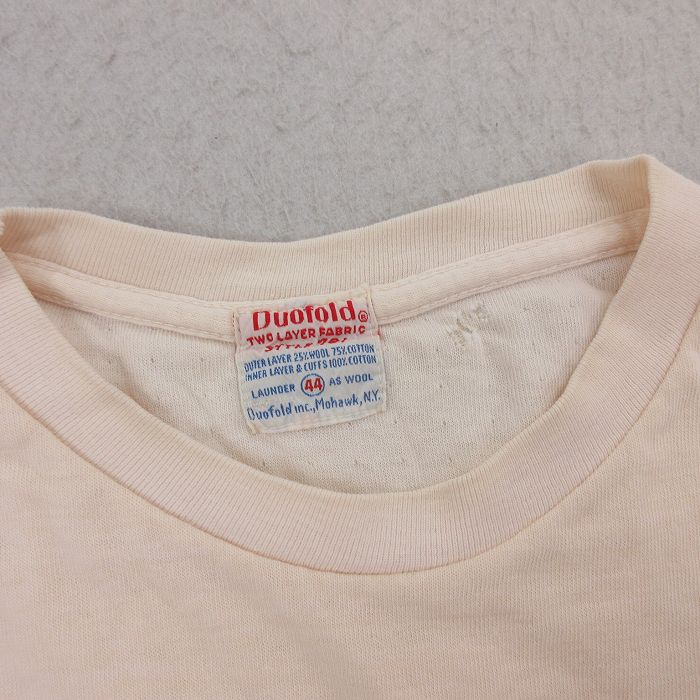 Duofold®
TWO LAYER FABRIC
STYLE
OUTER LAYER 25% WOOL 75% COTTON
INNER LAYER & CUFFS 100% COTTON
LAUNDER 44 AS WOOL
Duofold inc., Mohawk, N.Y.